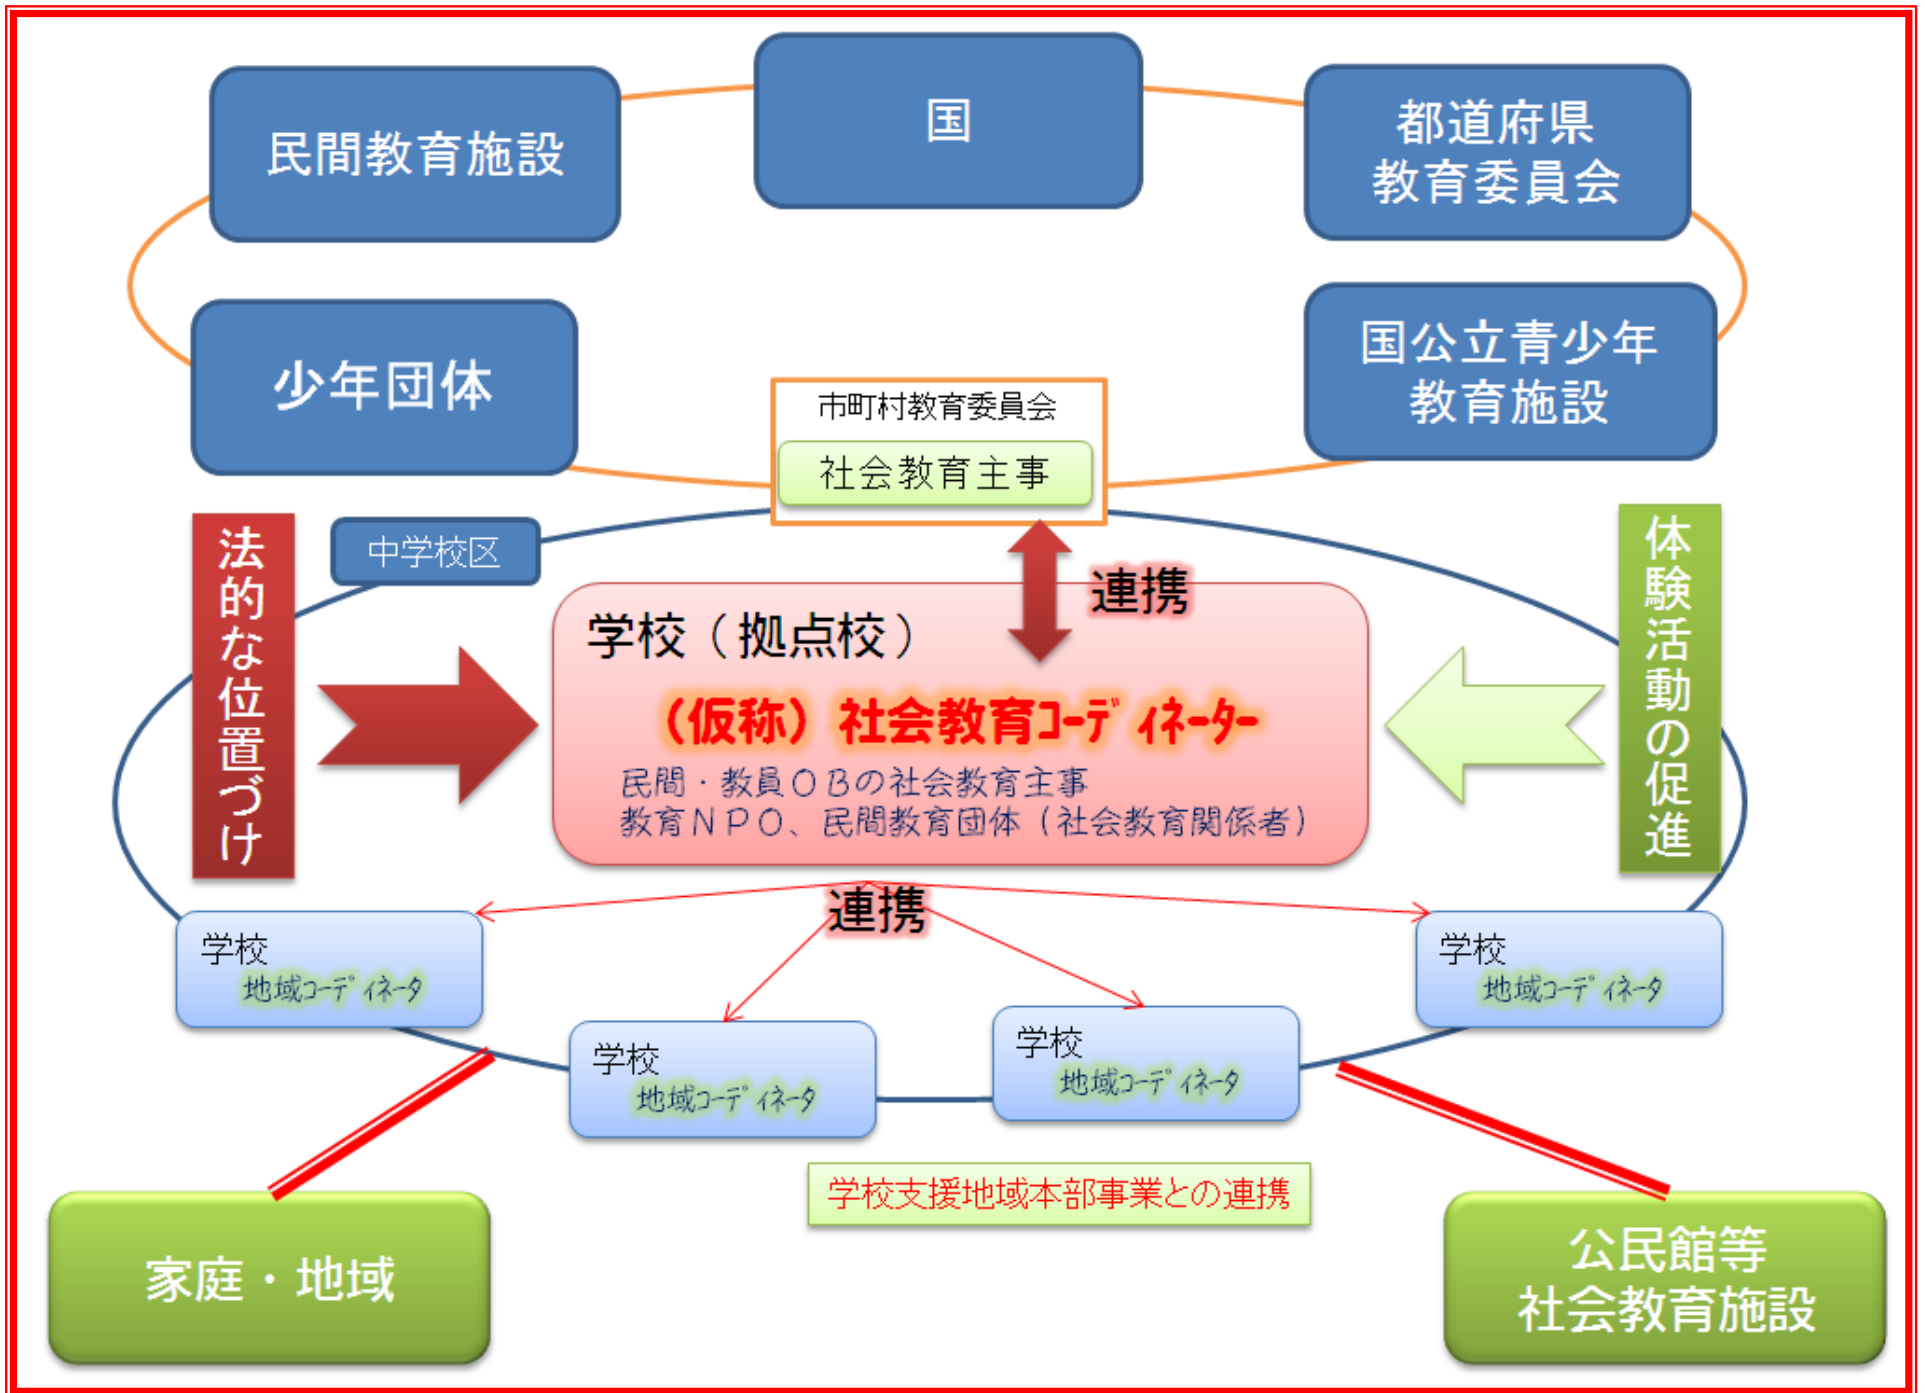 民間教育施設
国
都道府県
教育委員会
少年団体
国公立青少年
教育施設
市町村教育委員会
社会教育主事
中学校区
法的な位置づけ
体験活動の促進
連携
学校（拠点校）
（仮称）社会教育ｺｰﾃﾞｨﾈｰﾀｰ
民間・教員ＯＢの社会教育主事
教育ＮＰＯ、民間教育団体（社会教育関係者）
連携
学校
地域ｺｰﾃﾞｨﾈｰﾀ
学校
地域ｺｰﾃﾞｨﾈｰﾀ
学校
地域ｺｰﾃﾞｨﾈｰﾀ
学校
地域ｺｰﾃﾞｨﾈｰﾀ
学校支援地域本部事業との連携
家庭・地域
公民館等
社会教育施設